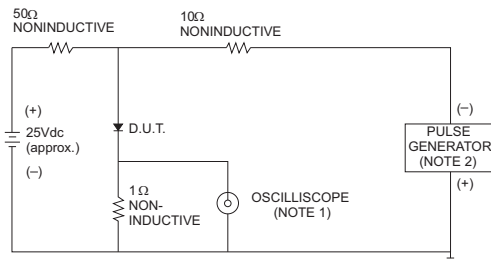 50Ω
NONINDUCTIVE
10Ω
NONINDUCTIVE
(+)
25Vdc
(approx.)
(–)
D.U.T.
1Ω
NON-
INDUCTIVE
OSCILLISCOPE
(NOTE 1)
(–)
PULSE
GENERATOR
(NOTE 2)
(+)